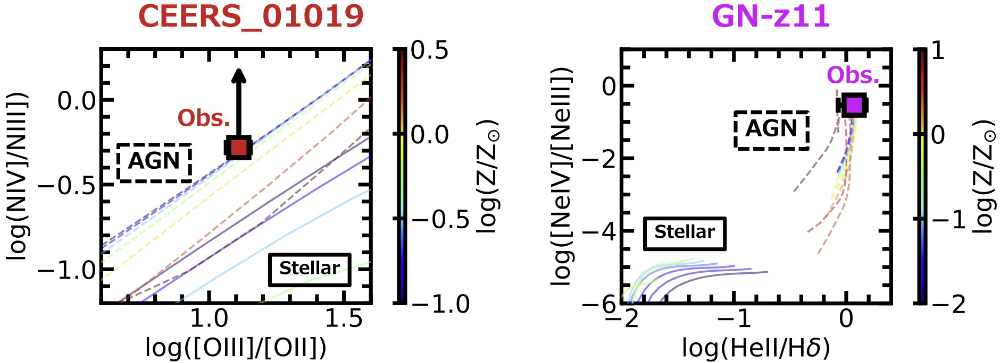 CEERS_01019
log(NIV]/NIII])
0.0
−0.5
−1.0
Obs.
AGN
Stellar
1.0
1.5
log([OIII]/[OII])
0.5
0.0
−0.5
−1.0
log(Z/Z⊙)
GN-z11
log([NeIV]/[NeIII])
0
−2
−4
−6
Obs.
AGN
Stellar
−2
−1
0
log(HeII/Hδ)
1
0
−1
−2
log(Z/Z⊙)